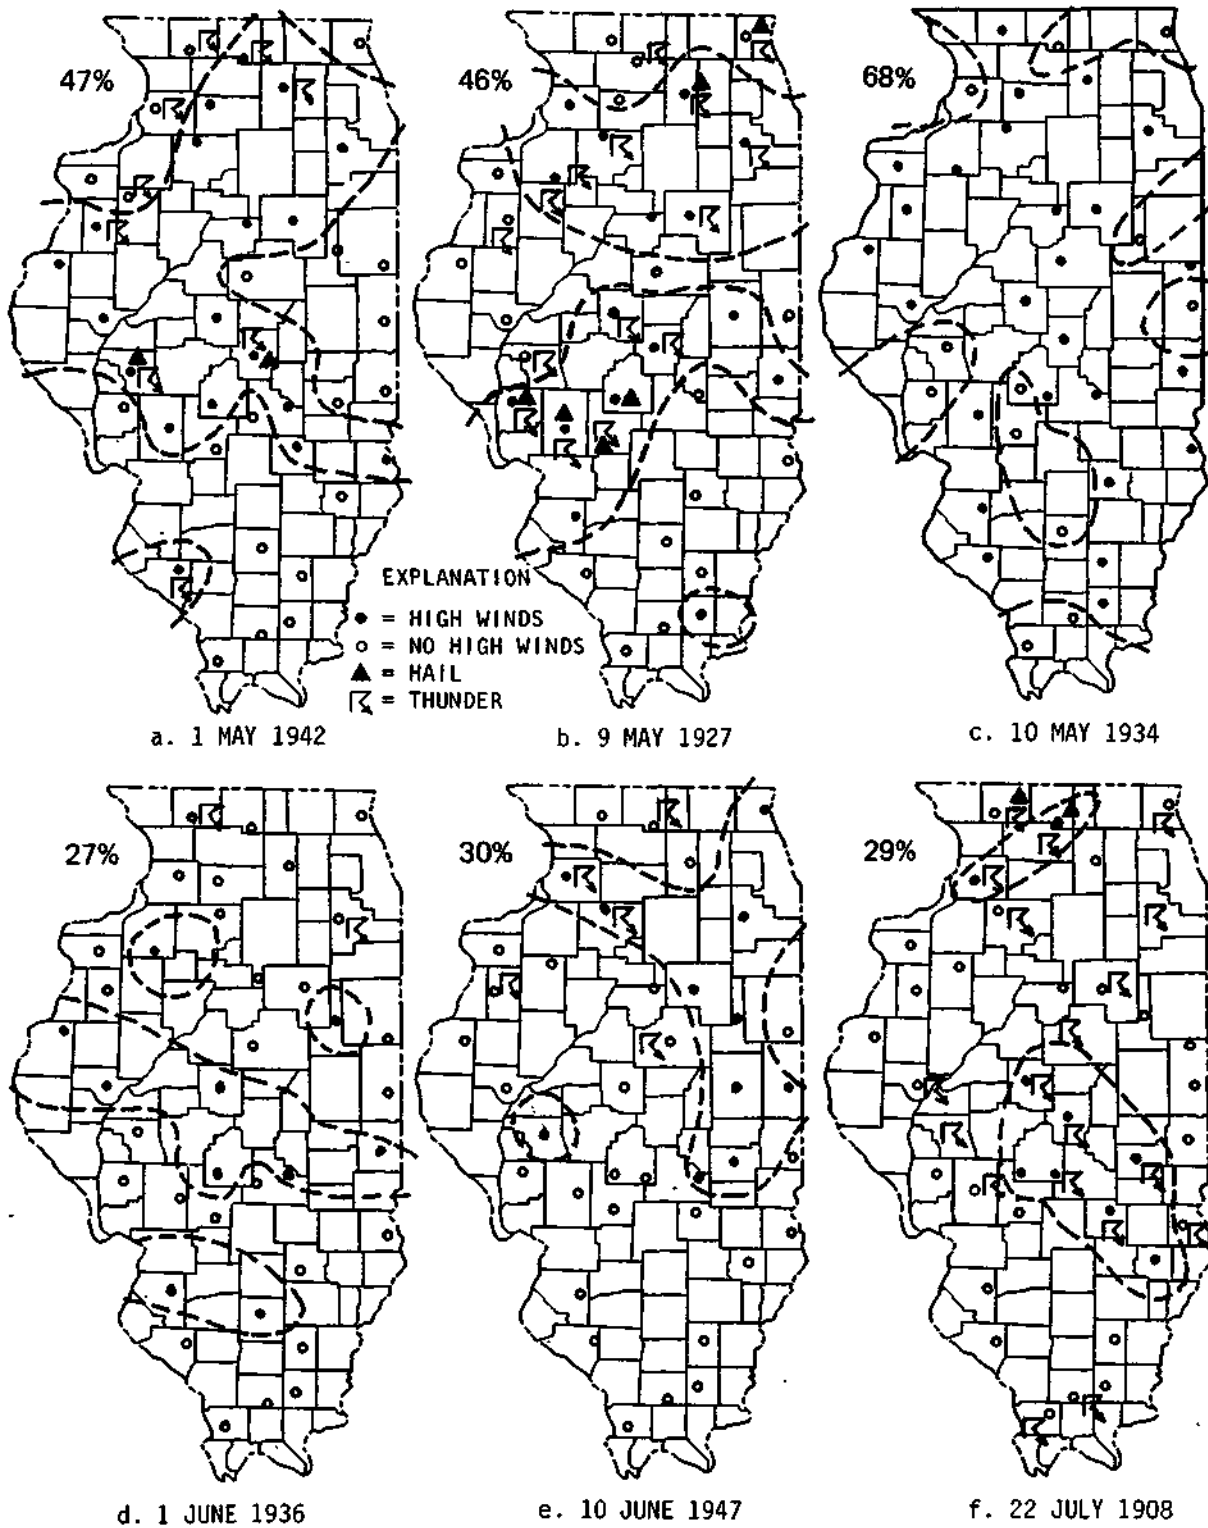 47%
46%
68%
EXPLANATION
● = HIGH WINDS
○ = NO HIGH WINDS
▲ = HAIL
= THUNDER
a. 1 MAY 1942
b. 9 MAY 1927
c. 10 MAY 1934
27%
30%
29%
d. 1 JUNE 1936
e. 10 JUNE 1947
f. 22 JULY 1908